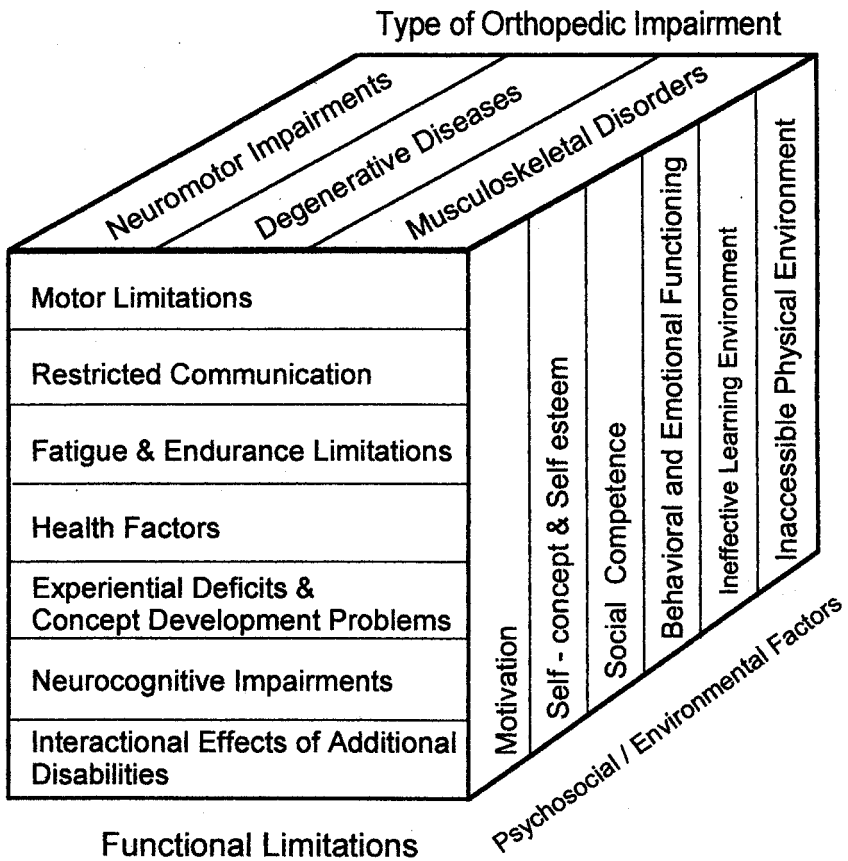 Type of Orthopedic Impairment
Neuromotor Impairments
Degenerative Diseases
Musculoskeletal Disorders
Motor Limitations
Restricted Communication
Fatigue & Endurance Limitations
Health Factors
Experiential Deficits &
Concept Development Problems
Neurocognitive Impairments
Interactional Effects of Additional
Disabilities
Functional Limitations
Motivation
Self - concept & Self esteem
Social Competence
Behavioral and Emotional Functioning
Ineffective Learning Environment
Inaccessible Physical Environment
Psychosocial / Environmental Factors